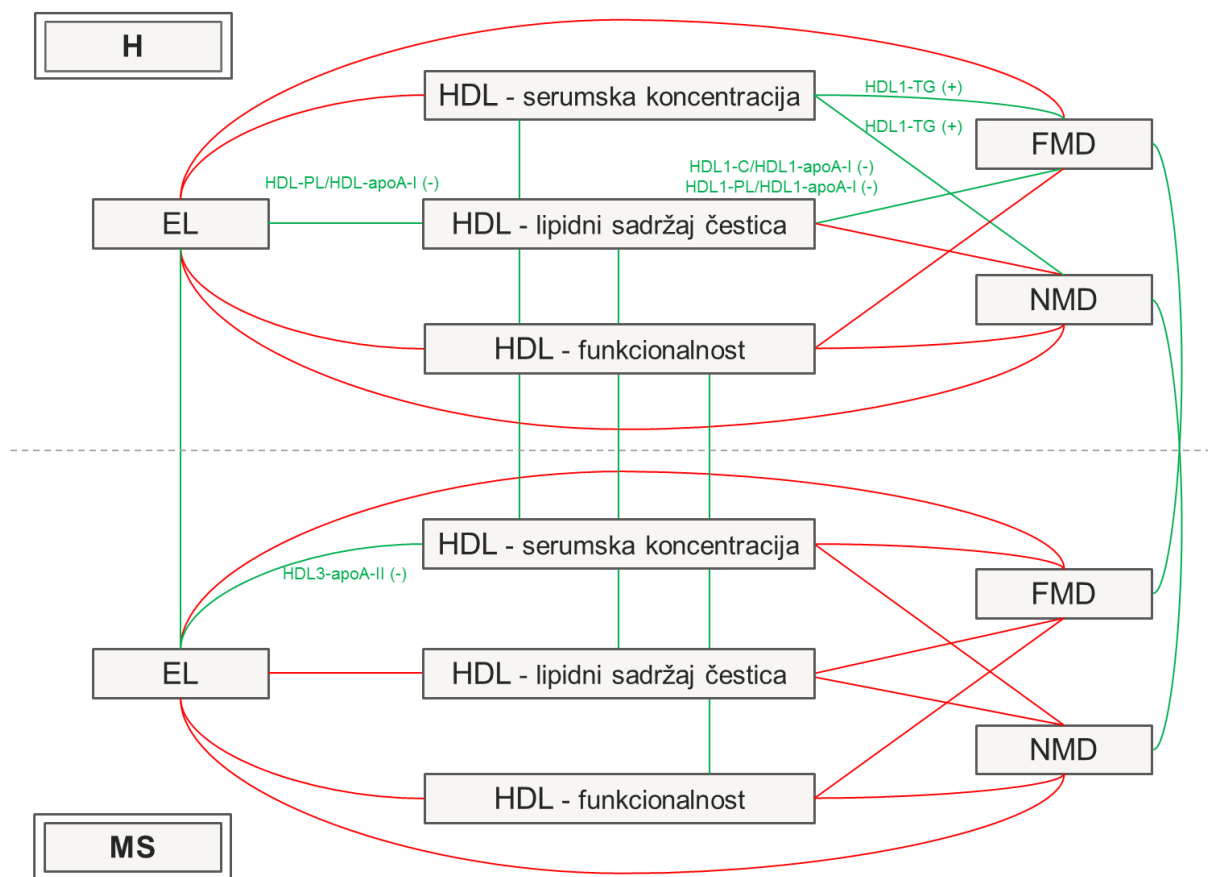 H
HDL - serumska koncentracija
HDL1-TG (+)
HDL1-TG (+)
FMD
HDL-PL/HDL-apoA-I (-)
HDL1-C/HDL1-apoA-I (-)
HDL1-PL/HDL1-apoA-I (-)
EL
HDL - lipidni sadržaj čestica
NMD
HDL - funkcionalnost
HDL - serumska koncentracija
HDL3-apoA-II (-)
FMD
EL
HDL - lipidni sadržaj čestica
NMD
HDL - funkcionalnost
MS